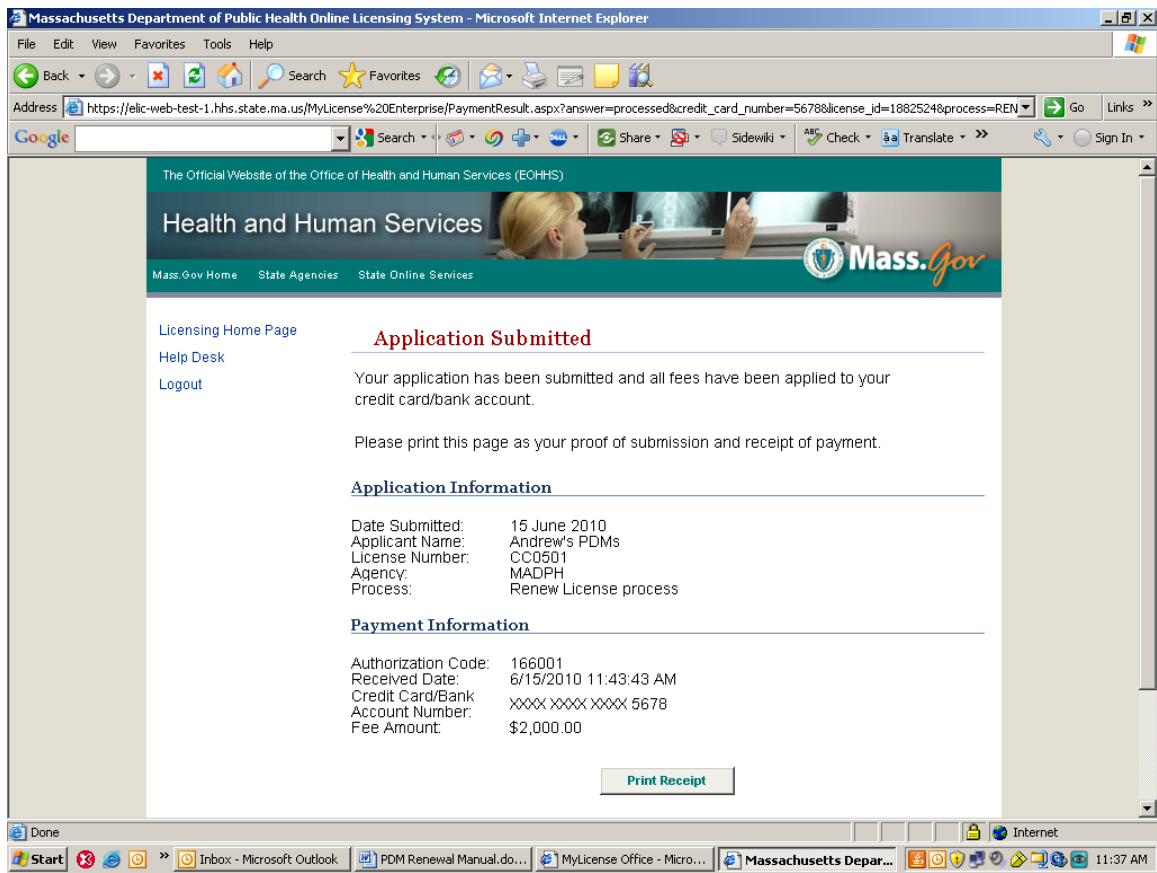 Massachusetts Department of Public Health Online Licensing System - Microsoft Internet Explorer
File Edit View Favorites Tools Help
Back Search Favorites
Address https://elic-web-test-1.hhs.state.ma.us/MyLicense%20Enterprise/PaymentResult.aspx?answer=processed&credit_card_number=5678&license_id=1882524&process=REN Go Links »
Google Search Share Sidewiki ABC Check aa Translate » Sign In
The Official Website of the Office of Health and Human Services (EOHHS)
Health and Human Services
Mass.Gov
Mass.Gov Home State Agencies State Online Services
Licensing Home Page
Help Desk
Logout
Application Submitted
Your application has been submitted and all fees have been applied to your
credit card/bank account.
Please print this page as your proof of submission and receipt of payment.
Application Information
Date Submitted: 15 June 2010
Applicant Name: Andrew's PDMs
License Number: CC0501
Agency: MADPH
Process: Renew License process
Payment Information
Authorization Code: 166001
Received Date: 6/15/2010 11:43:43 AM
Credit Card/Bank
Account Number: XXXX XXXX XXXX 5678
Fee Amount: $2,000.00
Print Receipt
Done Internet
Start » Inbox - Microsoft Outlook PDM Renewal Manual.do... MyLicense Office - Micro... Massachusetts Depar... 11:37 AM